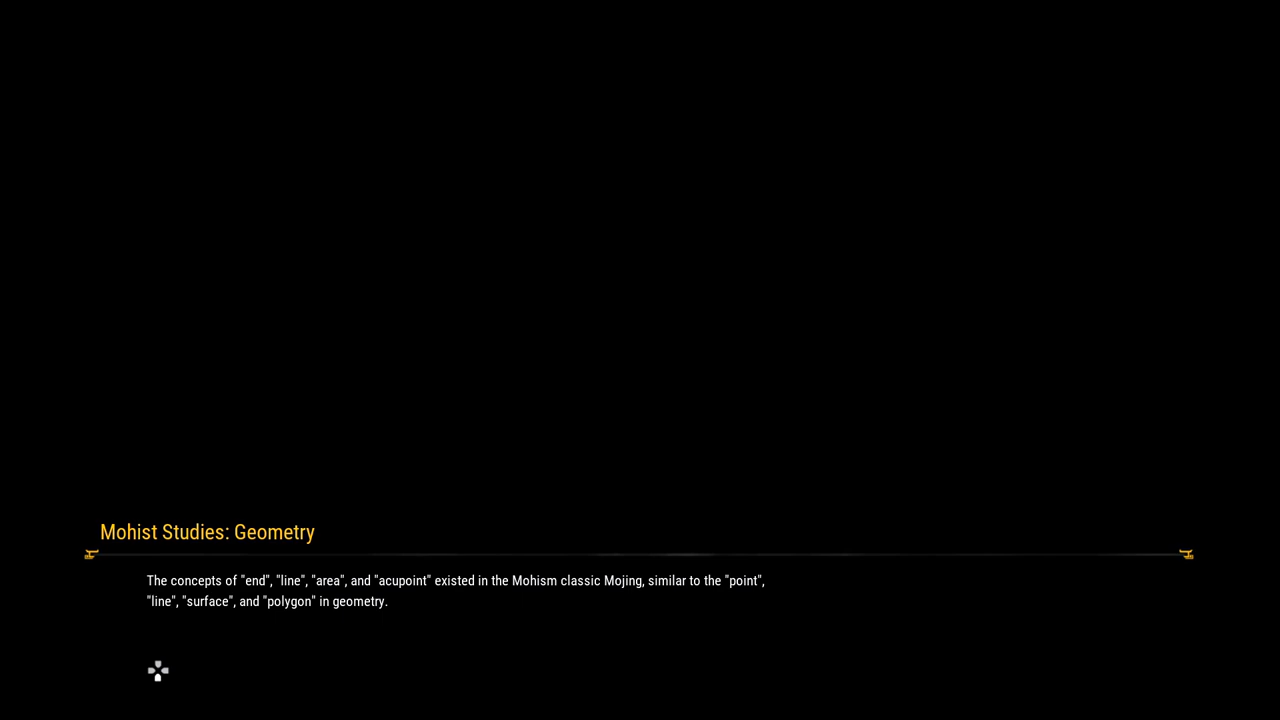 Mohist Studies: Geometry
The concepts of "end", "line", "area", and "acupoint" existed in the Mohism classic Mojing, similar to the "point",
"line", "surface", and "polygon" in geometry.